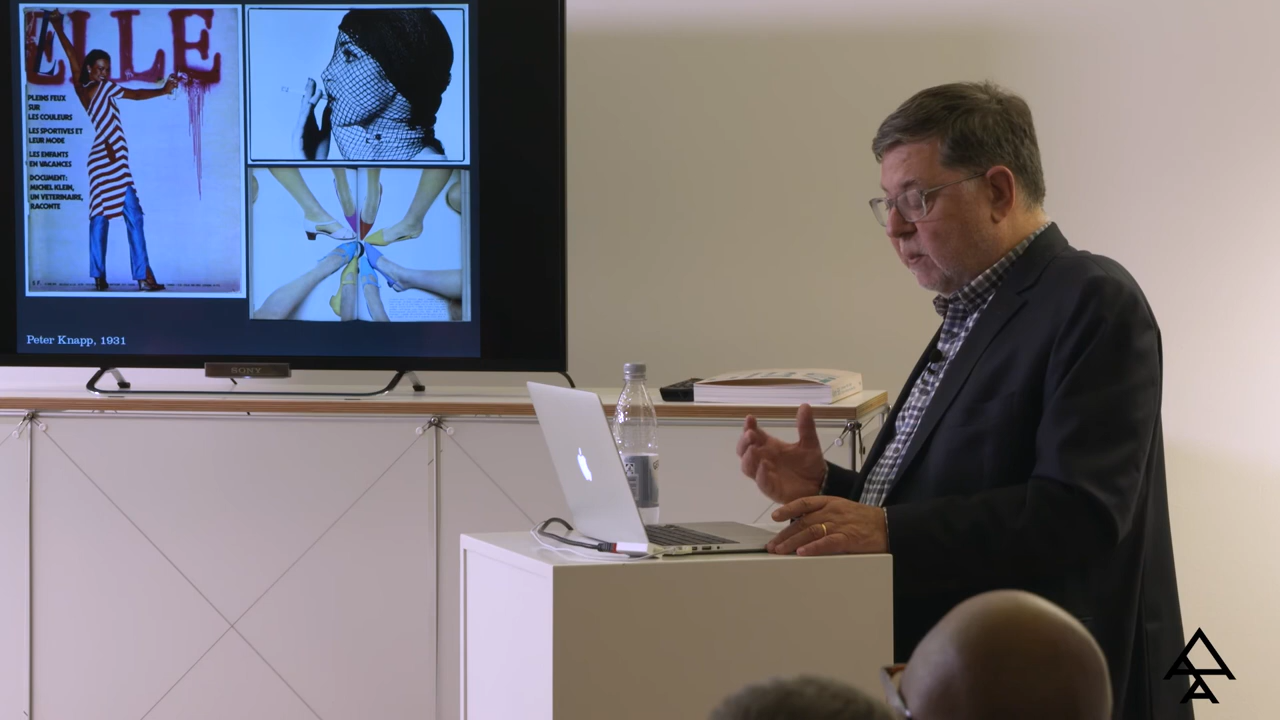 ELLE
PLEINS FEUX
SUR
LES COULEURS
LES SPORTIVES ET
LEUR MODE
LES ENFANTS
EN VACANCES
DOCUMENT:
MICHEL KLEIN,
UN VETERINAIRE,
RACONTE
Peter Knapp, 1931
SONY